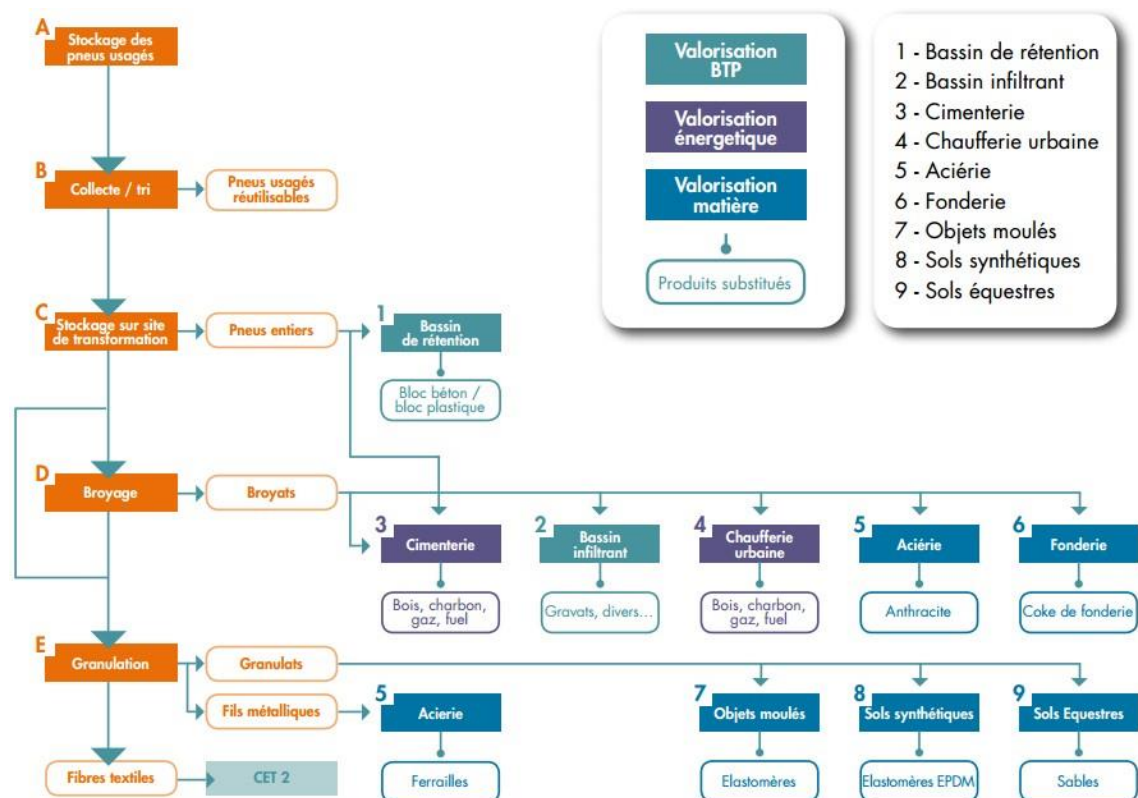 A
Stockage des
pneus usagés
Valorisation
BTP
Valorisation
énergetique
Valorisation
matière
Produits substitués
1 - Bassin de rétention
2 - Bassin infiltrant
3 - Cimenterie
4 - Chaufferie urbaine
5 - Aciérie
6 - Fonderie
7 - Objets moulés
8 - Sols synthétiques
9 - Sols équestres
B
Collecte / tri
Pneus usagés
réutilisables
C
Stockage sur site
de transformation
Pneus entiers
1
Bassin
de rétention
Bloc béton /
bloc plastique
D
Broyage
Broyats
3
Cimenterie
Bois, charbon,
gaz, fuel
2
Bassin
infiltrant
Gravats, divers...
4
Chaufferie
urbaine
Bois, charbon,
gaz, fuel
5
Aciérie
Anthracite
6
Fonderie
Coke de fonderie
E
Granulation
Granulats
Fils métalliques
5
Acierie
Ferrailles
7
Objets moulés
Elastomères
8
Sols synthétiques
Elastomères EPDM
9
Sols Equestres
Sables
Fibres textiles
CET 2